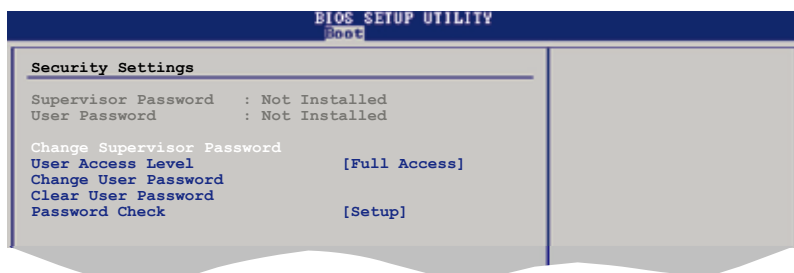 BIOS SETUP UTILITY
Boot
Security Settings
Supervisor Password : Not Installed
User Password : Not Installed
Change Supervisor Password
User Access Level [Full Access]
Change User Password
Clear User Password
Password Check [Setup]